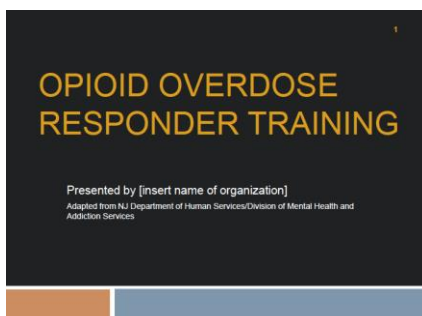 1
OPIOID OVERDOSE
RESPONDER TRAINING
Presented by [insert name of organization]
Adapted from NJ Department of Human Services/Division of Mental Health and
Addiction Services